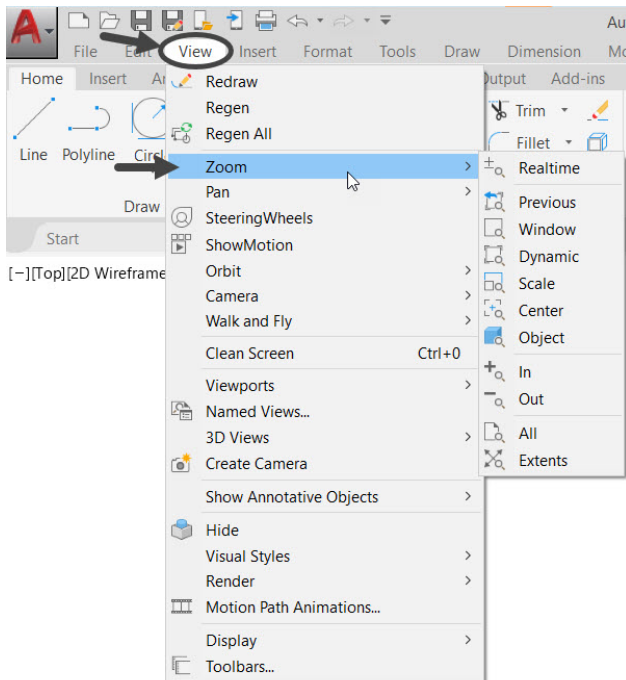 Au
File Edit View Insert Format Tools Draw Dimension Mo
Home Insert Output Add-ins
Trim
Fillet
Line Polyline Circl
Draw
Start
[−][Top][2D Wireframe
Redraw
Regen
Regen All
Zoom
Pan
SteeringWheels
ShowMotion
Orbit
Camera
Walk and Fly
Clean Screen Ctrl+0
Viewports
Named Views...
3D Views
Create Camera
Show Annotative Objects
Hide
Visual Styles
Render
Motion Path Animations...
Display
Toolbars...
Realtime
Previous
Window
Dynamic
Scale
Center
Object
In
Out
All
Extents